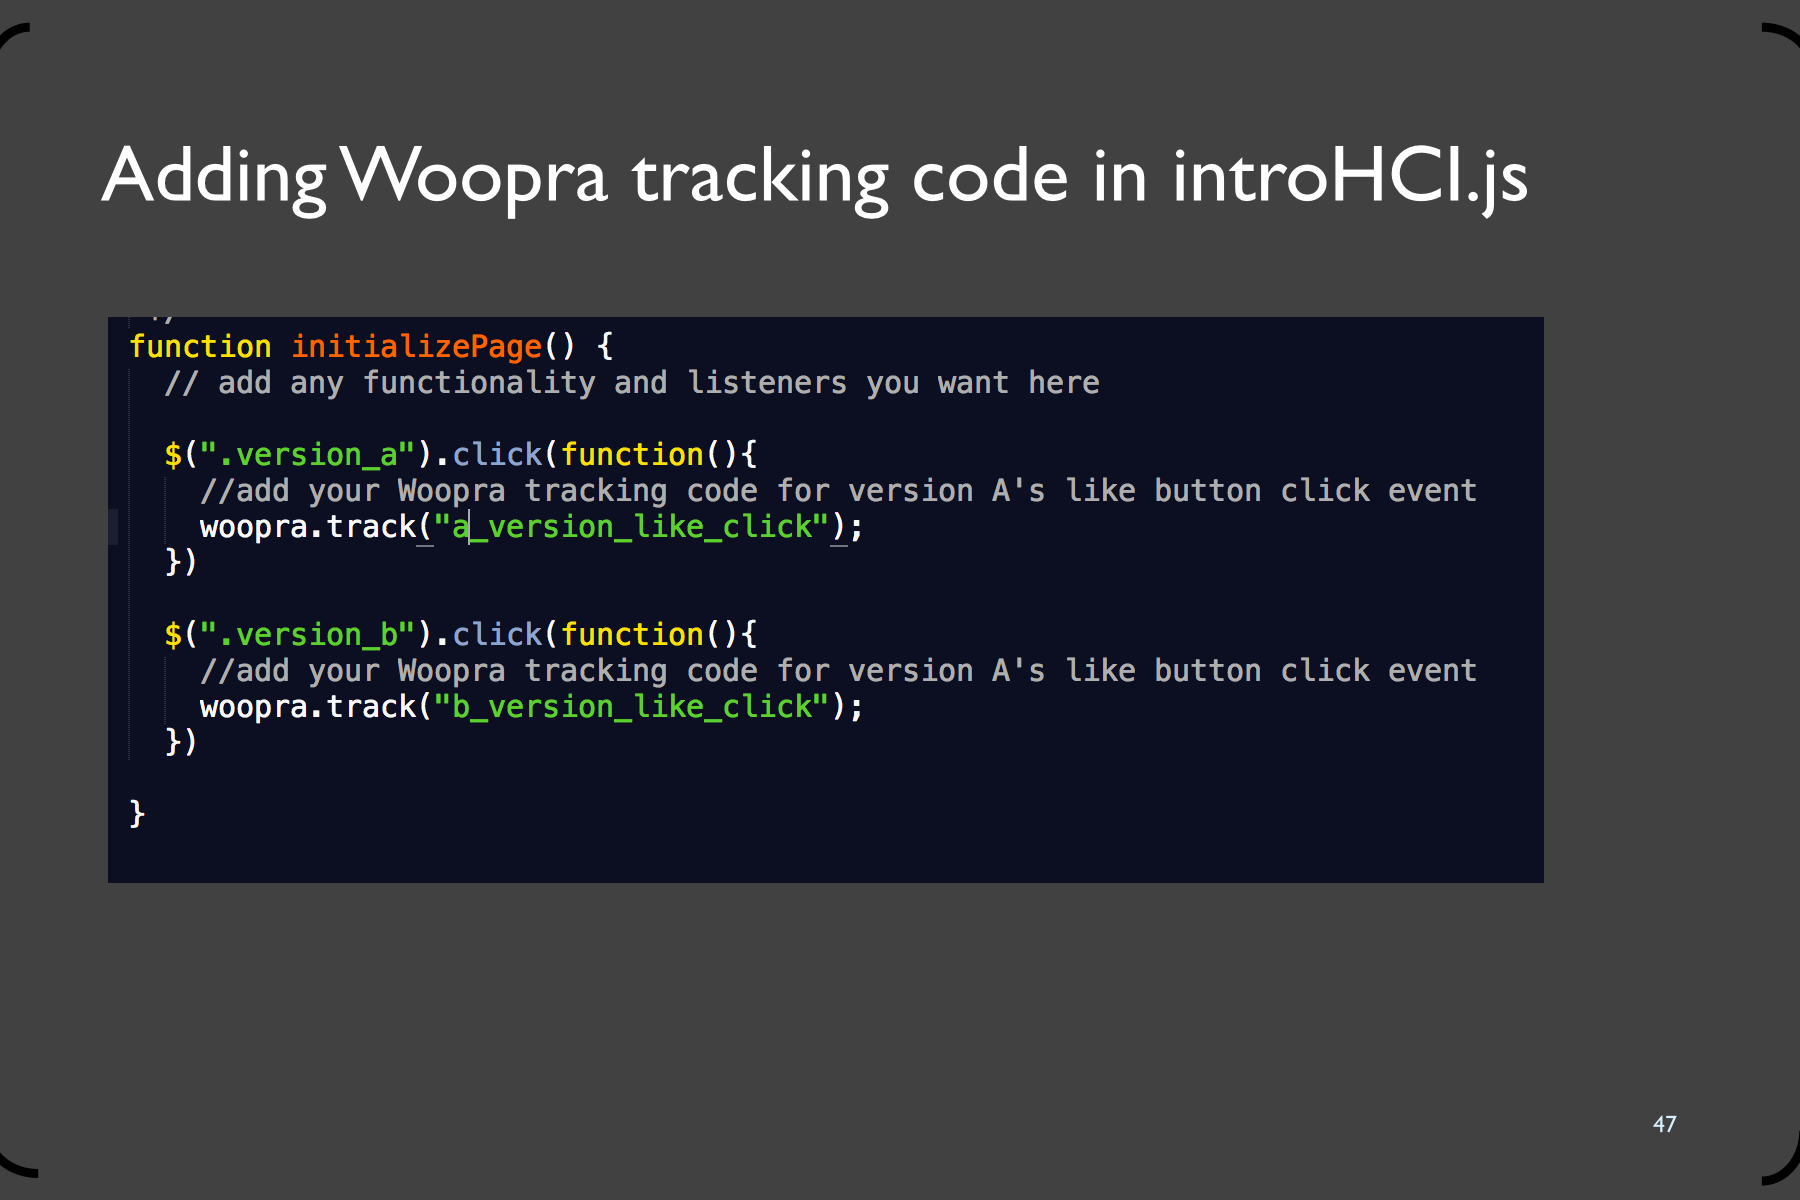 Adding Woopra tracking code in introHCI.js
function initializePage() {
// add any functionality and listeners you want here
$(".version_a").click(function(){
//add your Woopra tracking code for version A's like button click event
woopra.track("a_version_like_click");
})
$(".version_b").click(function(){
//add your Woopra tracking code for version A's like button click event
woopra.track("b_version_like_click");
})
}
47